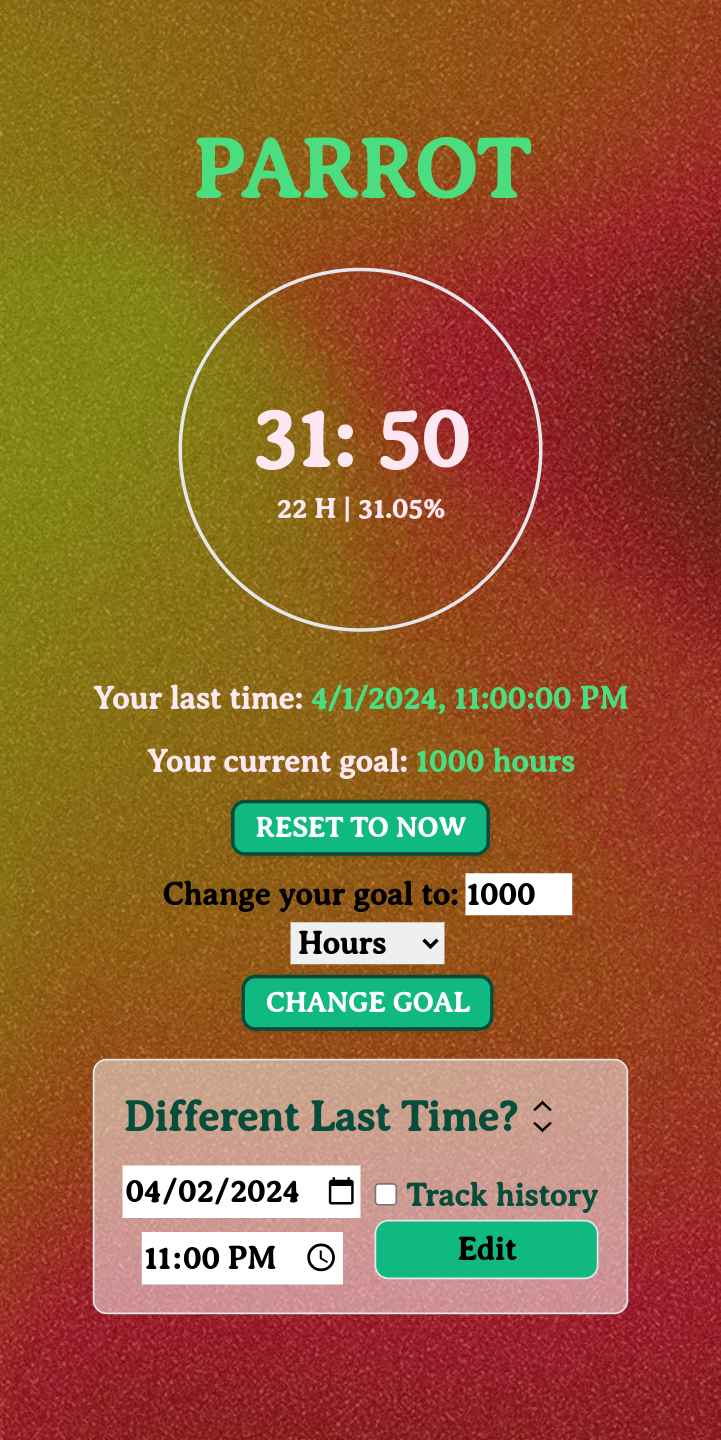 PARROT
31: 50
22 H | 31.05%
Your last time: 4/1/2024, 11:00:00 PM
Your current goal: 1000 hours
RESET TO NOW
Change your goal to: 1000
Hours
CHANGE GOAL
Different Last Time?
04/02/2024
Track history
11:00 PM
Edit